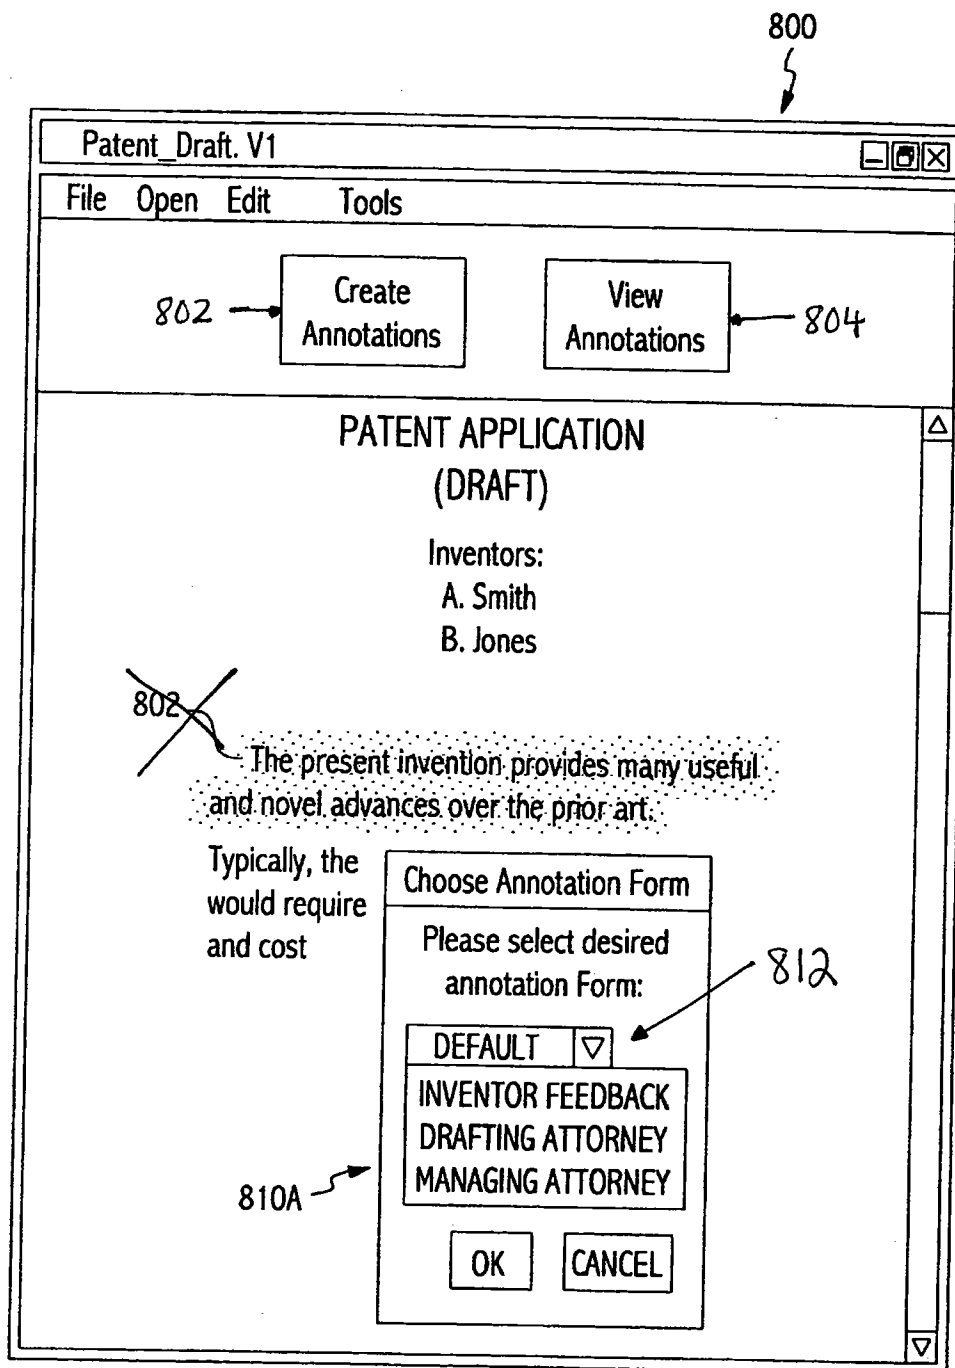 800
Patent_Draft. V1
File Open Edit Tools
802 Create Annotations View Annotations 804
PATENT APPLICATION
(DRAFT)
Inventors:
A. Smith
B. Jones
802
The present invention provides many useful
and novel advances over the prior art.
Typically, the
would require
and cost
Choose Annotation Form
Please select desired
annotation Form:
812
DEFAULT
INVENTOR FEEDBACK
DRAFTING ATTORNEY
MANAGING ATTORNEY
810A
OK CANCEL